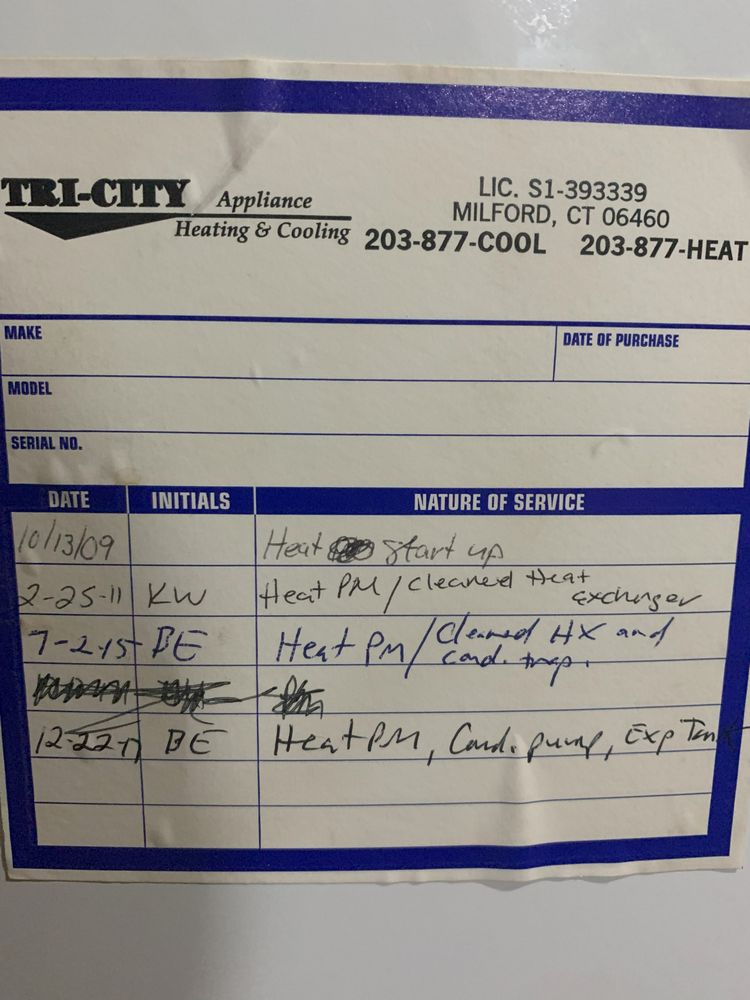 TRI-CITY Appliance
Heating & Cooling
LIC. S1-393339
MILFORD, CT 06460
203-877-COOL 203-877-HEAT
MAKE
DATE OF PURCHASE
MODEL
SERIAL NO.
DATE INITIALS NATURE OF SERVICE
10/13/09 Heat start up
2-25-11 KW Heat PM/cleaned Heat
exchanger
7-2-15 BE Heat PM/Cleaned HX and
cond. trap.
12-22-17 BE Heat PM, Cond. pump, Exp Tank